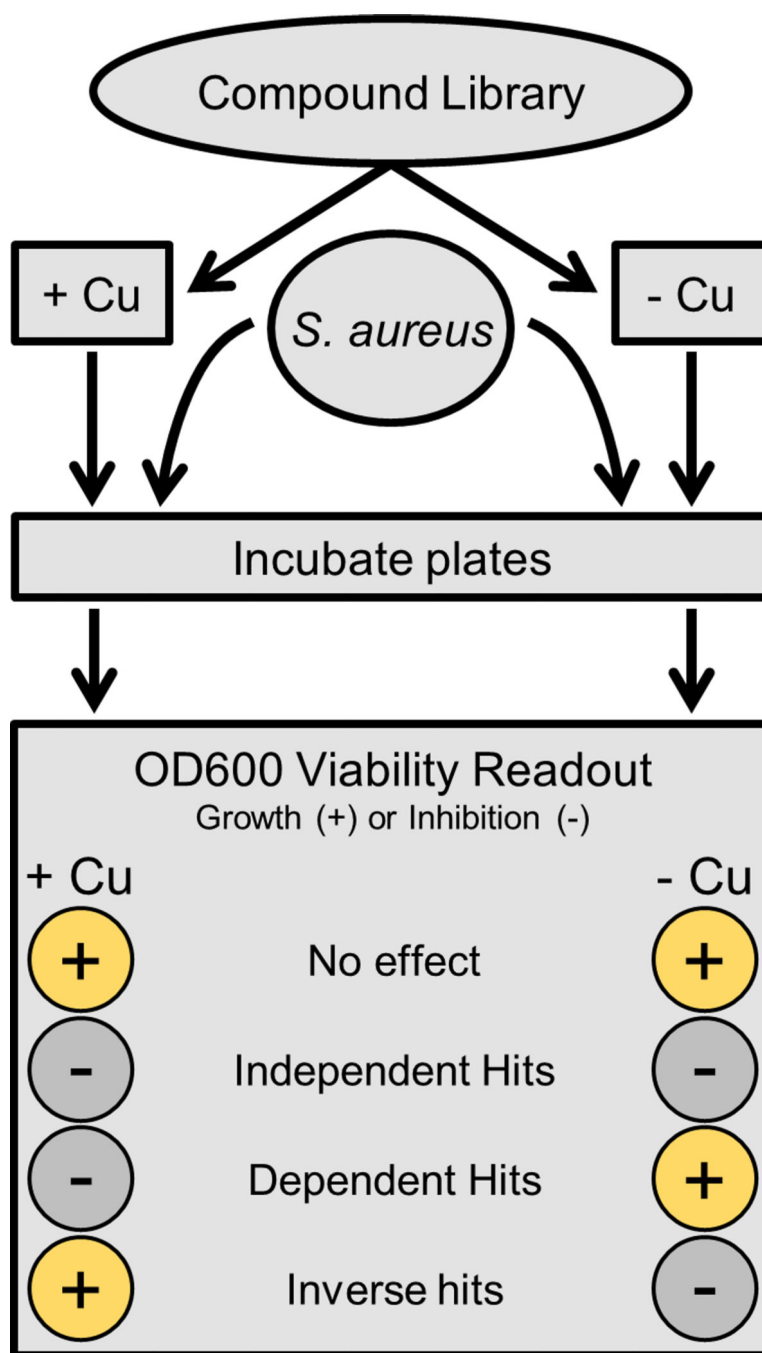 Compound Library
+ Cu
S. aureus
- Cu
Incubate plates
OD600 Viability Readout
Growth (+) or Inhibition (-)
+ Cu - Cu
+ No effect +
- Independent Hits -
- Dependent Hits +
+ Inverse hits -